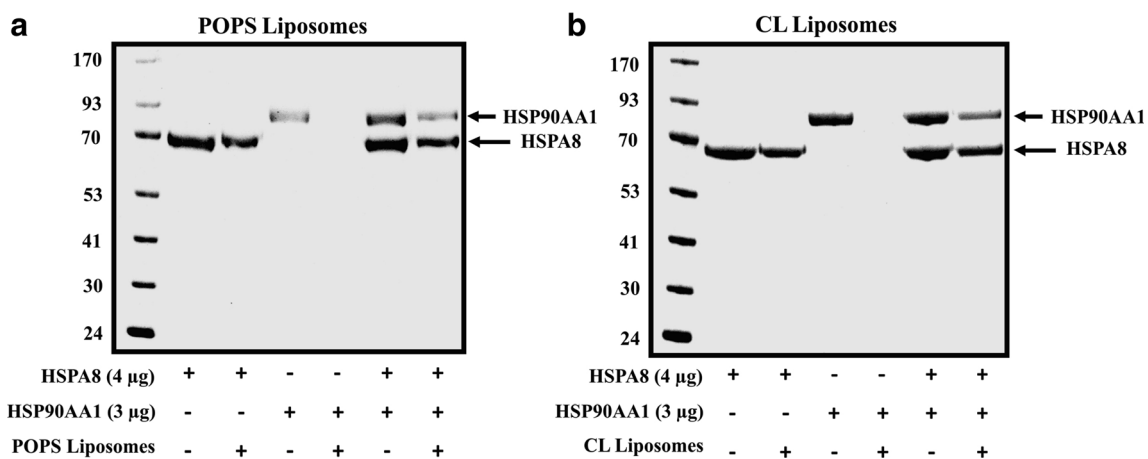 a
POPS Liposomes
170
93
70
53
41
30
24
HSP90AA1
HSPA8
HSPA8 (4 µg) + + - - + +
HSP90AA1 (3 µg) - - + + + +
POPS Liposomes - + - + - +
b
CL Liposomes
170
93
70
53
41
30
24
HSP90AA1
HSPA8
HSPA8 (4 µg) + + - - + +
HSP90AA1 (3 µg) - - + + + +
CL Liposomes - + - + - +